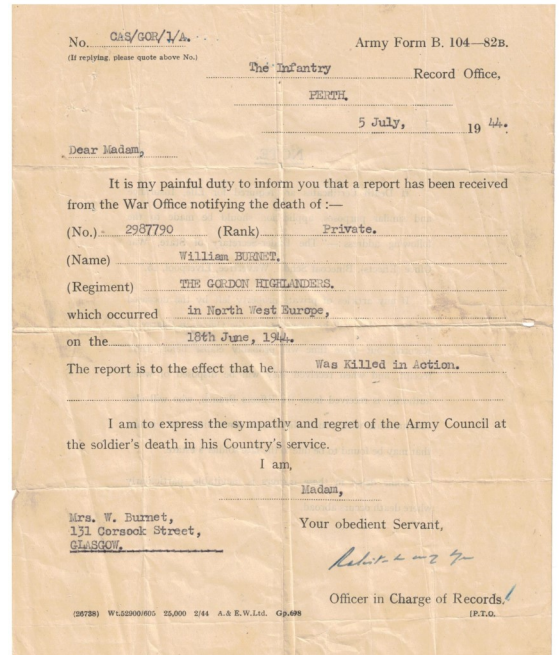 No. CAS/GOR/1/A. Army Form B. 104—82B.
(If replying, please quote above No.)
The Infantry Record Office,
PERTH.
5 July, 1944.
Dear Madam,
It is my painful duty to inform you that a report has been received
from the War Office notifying the death of :—
(No.) 2987790 (Rank) Private.
(Name) William BURNET.
(Regiment) THE GORDON HIGHLANDERS.
which occurred in North West Europe,
on the 18th June, 1944.
The report is to the effect that he Was Killed in Action.
I am to express the sympathy and regret of the Army Council at
the soldier's death in his Country's service.
I am,
Madam,
Mrs. W. Burnet,
131 Corsock Street,
GLASGOW.
Your obedient Servant,
Officer in Charge of Records.
(26738) Wt.52900/605 25,000 2/44 A.& E.W.Ltd. Gp.698
[P.T.O.